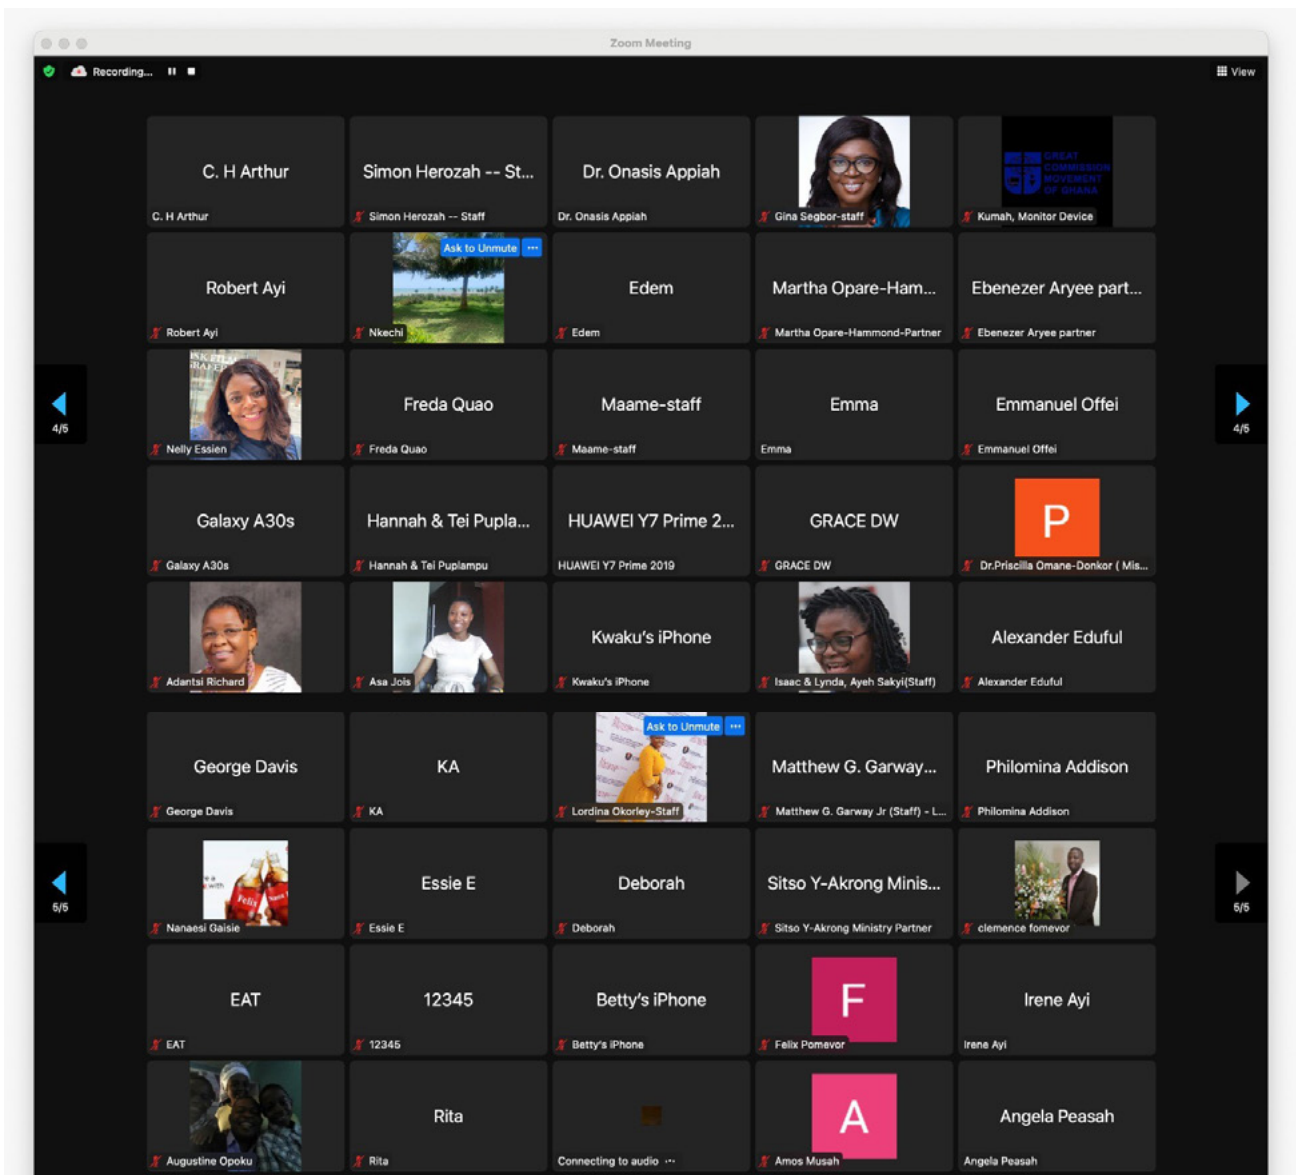 Zoom Meeting
Recording...
View
C. H Arthur
Simon Herozah -- St...
Dr. Onasis Appiah
GREAT
COMMISSION
MOVEMENT
OF GHANA
C. H Arthur
Simon Herozah -- Staff
Dr. Onasis Appiah
Gina Segbor-staff
Kumah, Monitor Device
Ask to Unmute
Robert Ayi
Edem
Martha Opare-Ham...
Ebenezer Aryee part...
Robert Ayi
Nkechi
Edem
Martha Opare-Hammond-Partner
Ebenezer Aryee partner
Freda Quao
Maame-staff
Emma
Emmanuel Offei
4/5
4/5
Nelly Essien
Freda Quao
Maame-staff
Emma
Emmanuel Offei
Galaxy A30s
Hannah & Tei Pupla...
HUAWEI Y7 Prime 2...
GRACE DW
P
Galaxy A30s
Hannah & Tei Puplampu
HUAWEI Y7 Prime 2019
GRACE DW
Dr.Priscilla Omane-Donkor ( Mis...
Kwaku's iPhone
Alexander Eduful
Adantsi Richard
Asa Jois
Kwaku's iPhone
Isaac & Lynda, Ayeh Sakyi(Staff)
Alexander Eduful
Ask to Unmute
George Davis
KA
Matthew G. Garway...
Philomina Addison
George Davis
KA
Lordina Okorley-Staff
Matthew G. Garway Jr (Staff) - L...
Philomina Addison
with
Felix
Essie E
Deborah
Sitso Y-Akrong Minis...
5/5
5/5
Nanaesi Gaisie
Essie E
Deborah
Sitso Y-Akrong Ministry Partner
clemence fomevor
EAT
12345
Betty's iPhone
F
Irene Ayi
EAT
12345
Betty's iPhone
Felix Pomevor
Irene Ayi
Rita
A
Angela Peasah
Augustine Opoku
Rita
Connecting to audio ···
Amos Musah
Angela Peasah